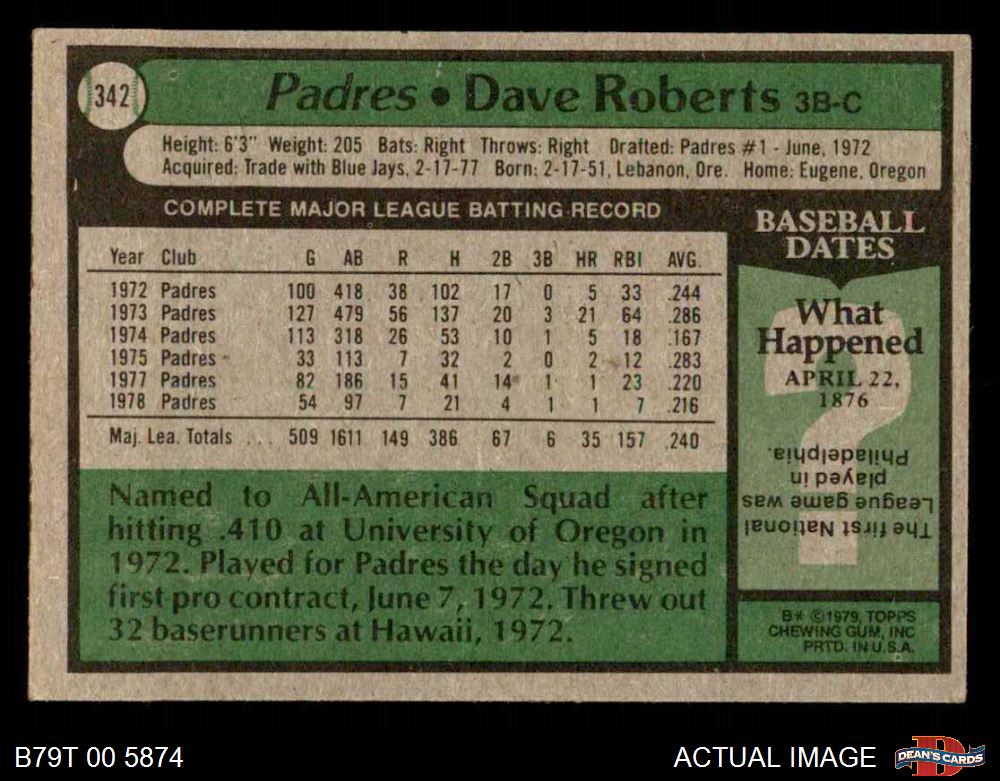 342
Padres • Dave Roberts 3B-C
Height: 6'3" Weight: 205 Bats: Right Throws: Right Drafted: Padres #1 - June, 1972
Acquired: Trade with Blue Jays, 2-17-77 Born: 2-17-51, Lebanon, Ore. Home: Eugene, Oregon
COMPLETE MAJOR LEAGUE BATTING RECORD
Year Club G AB R H 2B 3B HR RBI AVG.
1972 Padres 100 418 38 102 17 0 5 33 .244
1973 Padres 127 479 56 137 20 3 21 64 .286
1974 Padres 113 318 26 53 10 1 5 18 .167
1975 Padres 33 113 7 32 2 0 2 12 .283
1977 Padres 82 186 15 41 14 1 1 23 .220
1978 Padres 54 97 7 21 4 1 1 7 .216
Maj. Lea. Totals ... 509 1611 149 386 67 6 35 157 .240
Named to All-American Squad after
hitting .410 at University of Oregon in
1972. Played for Padres the day he signed
first pro contract, June 7, 1972. Threw out
32 baserunners at Hawaii, 1972.
BASEBALL
DATES
What
Happened
APRIL 22,
1876
?
The first National
League game was
played in
Philadelphia.
B* ©1979, TOPPS
CHEWING GUM, INC
PRTD. IN U.S.A.
B79T 00 5874
ACTUAL IMAGE
D
DEAN'S CARDS